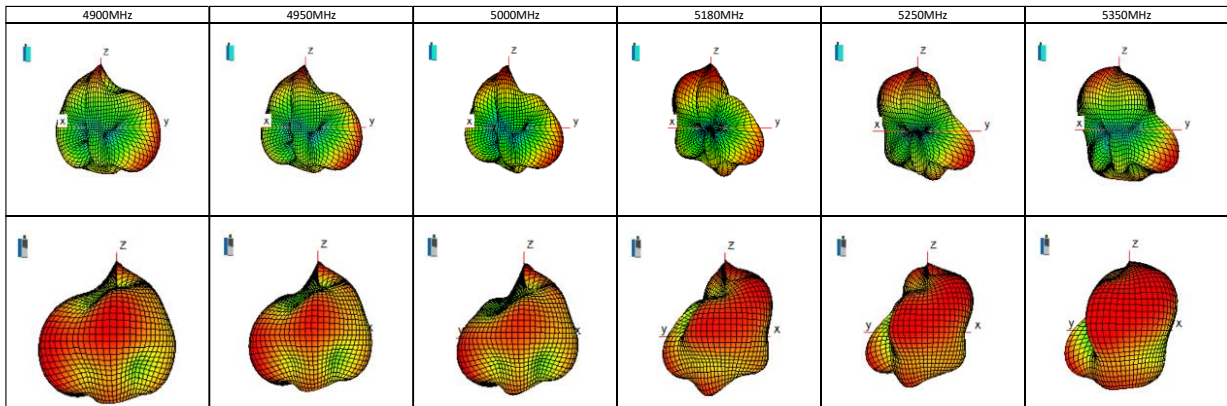 4900MHz 4950MHz 5000MHz 5180MHz 5250MHz 5350MHz
z z z z z z
x y x y x y x y x y x y
z z z z z z
y x y x y x y x y x